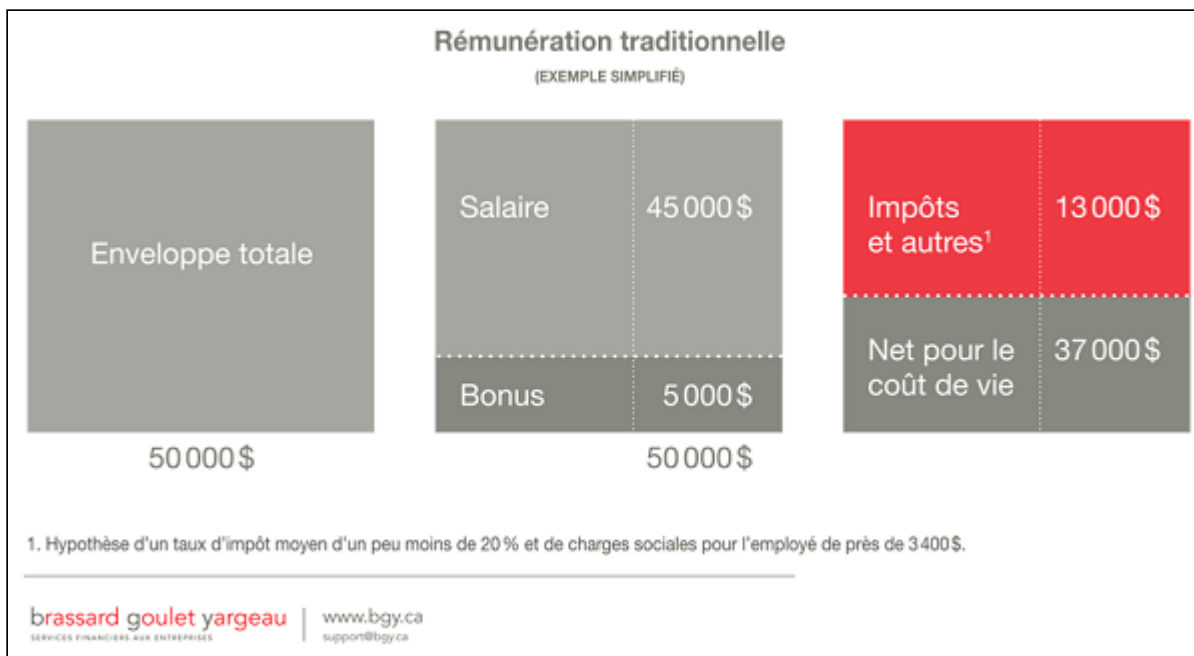 Rémunération traditionnelle
(EXEMPLE SIMPLIFIÉ)
Enveloppe totale
50 000 $
Salaire 45 000 $
Bonus 5 000 $
50 000 $
Impôts
et autres¹ 13 000 $
Net pour le
coût de vie 37 000 $
1. Hypothèse d'un taux d'impôt moyen d'un peu moins de 20 % et de charges sociales pour l'employé de près de 3 400 $.
brassard goulet yargeau
SERVICES FINANCIERS AUX ENTREPRISES
www.bgy.ca
support@bgy.ca